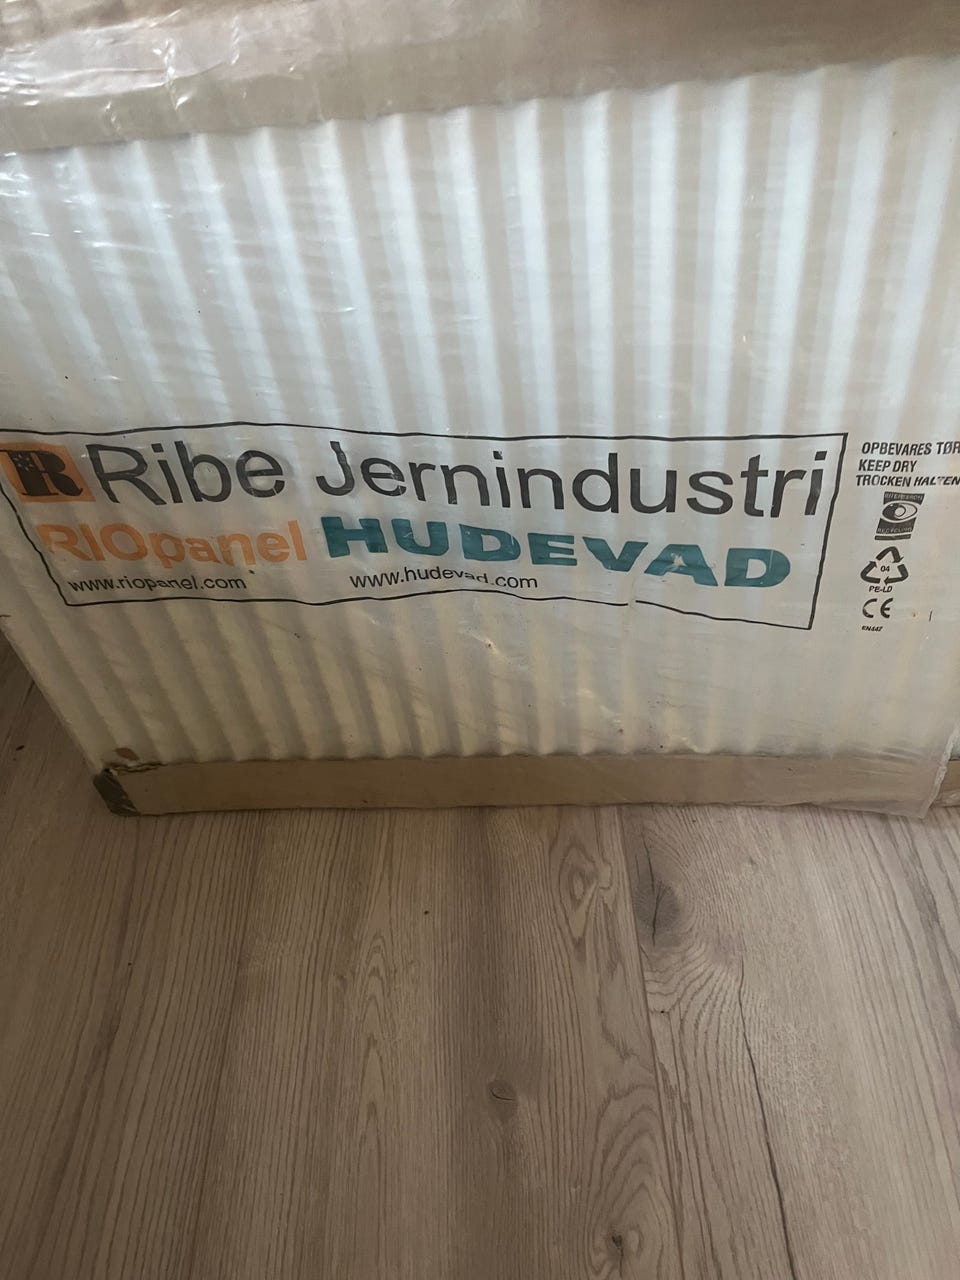 R Ribe Jernindustri
RIOpanel HUDEVAD
www.riopanel.com www.hudevad.com
OPBEVARES TØR
KEEP DRY
TROCKEN HALTEN
04
PE-LD
CE
EN442